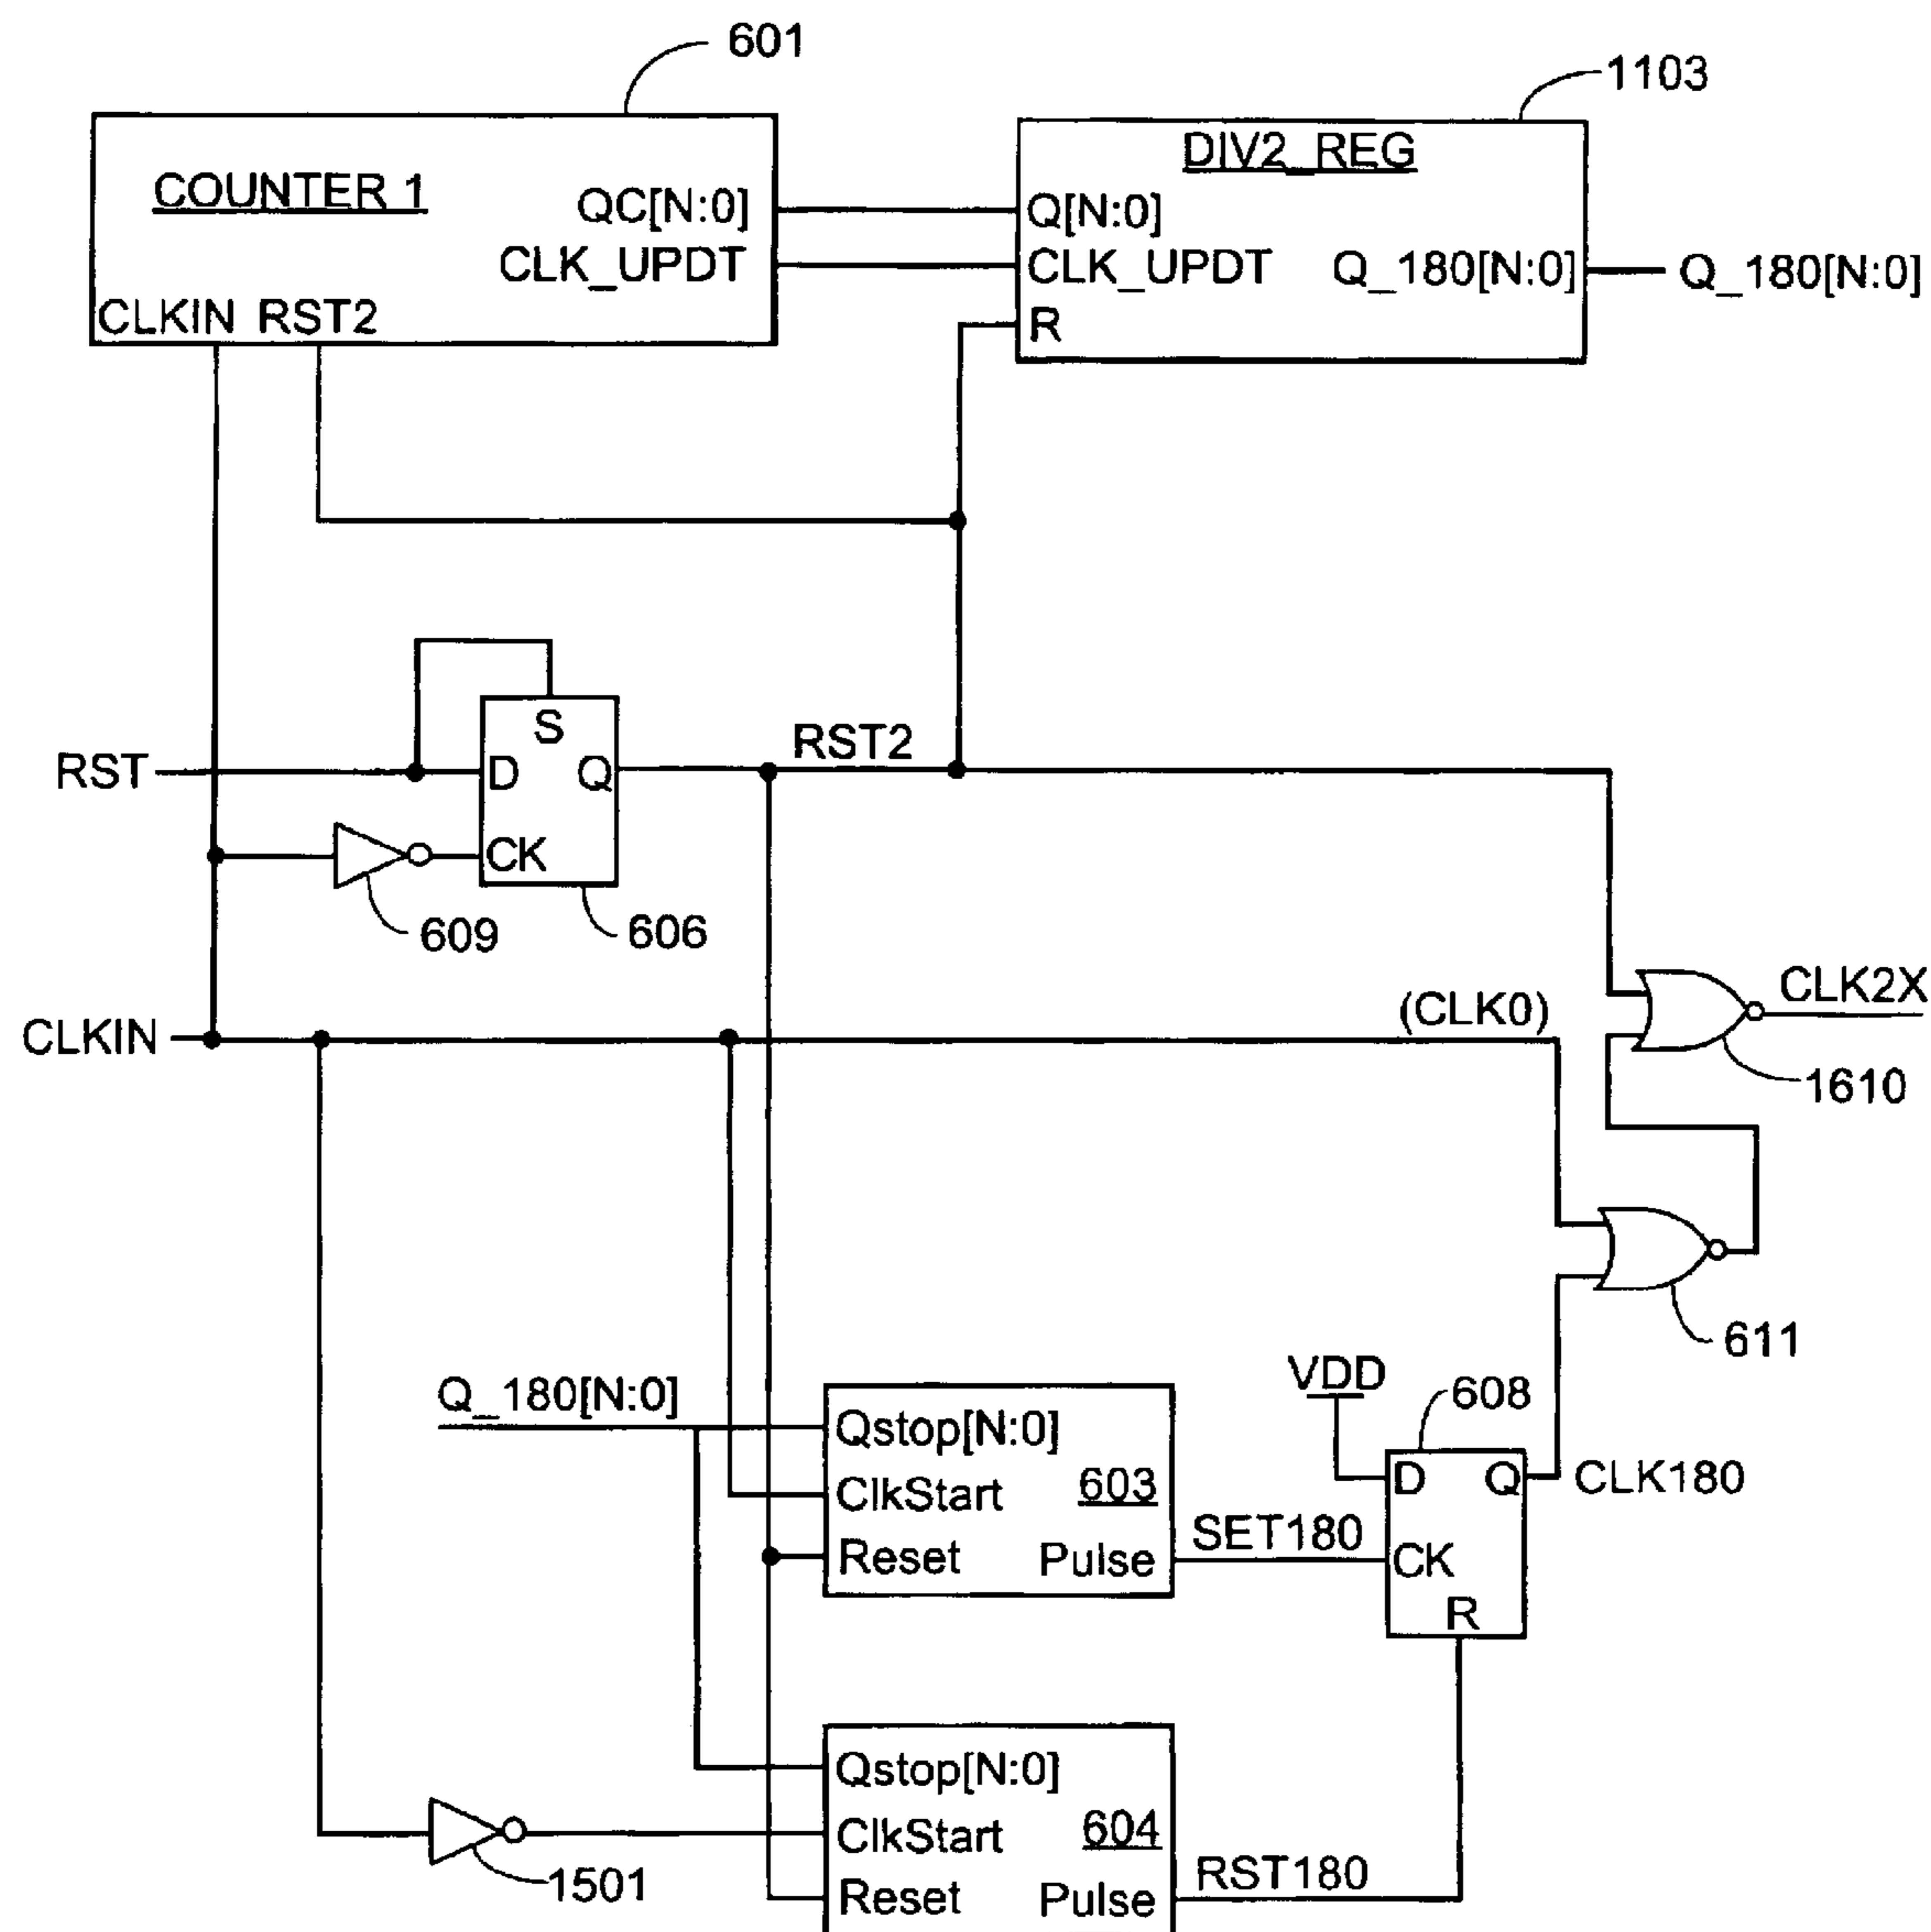 601
1103
COUNTER 1
QC[N:0]
CLK_UPDT
CLKIN RST2
DIV2_REG
Q[N:0]
CLK_UPDT
Q_180[N:0]
R
Q_180[N:0]
RST
S
D
Q
CK
RST2
609
606
CLKIN
(CLK0)
CLK2X
1610
611
Q_180[N:0]
Qstop[N:0]
ClkStart
603
Reset
Pulse
SET180
VDD
608
D
Q
CK
R
CLK180
Qstop[N:0]
ClkStart
604
Reset
Pulse
RST180
1501